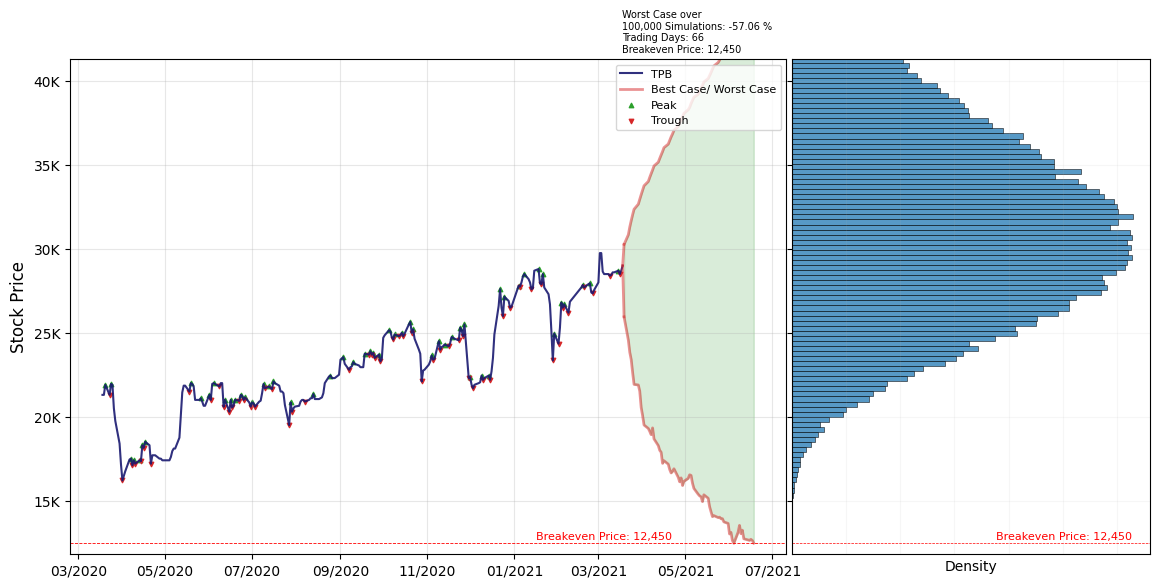 Worst Case over
100,000 Simulations: -57.06 %
Trading Days: 66
Breakeven Price: 12,450
TPB
Best Case/ Worst Case
Peak
Trough
Stock Price
40K
35K
30K
25K
20K
15K
Breakeven Price: 12,450
Breakeven Price: 12,450
03/2020 05/2020 07/2020 09/2020 11/2020 01/2021 03/2021 05/2021 07/2021
Density